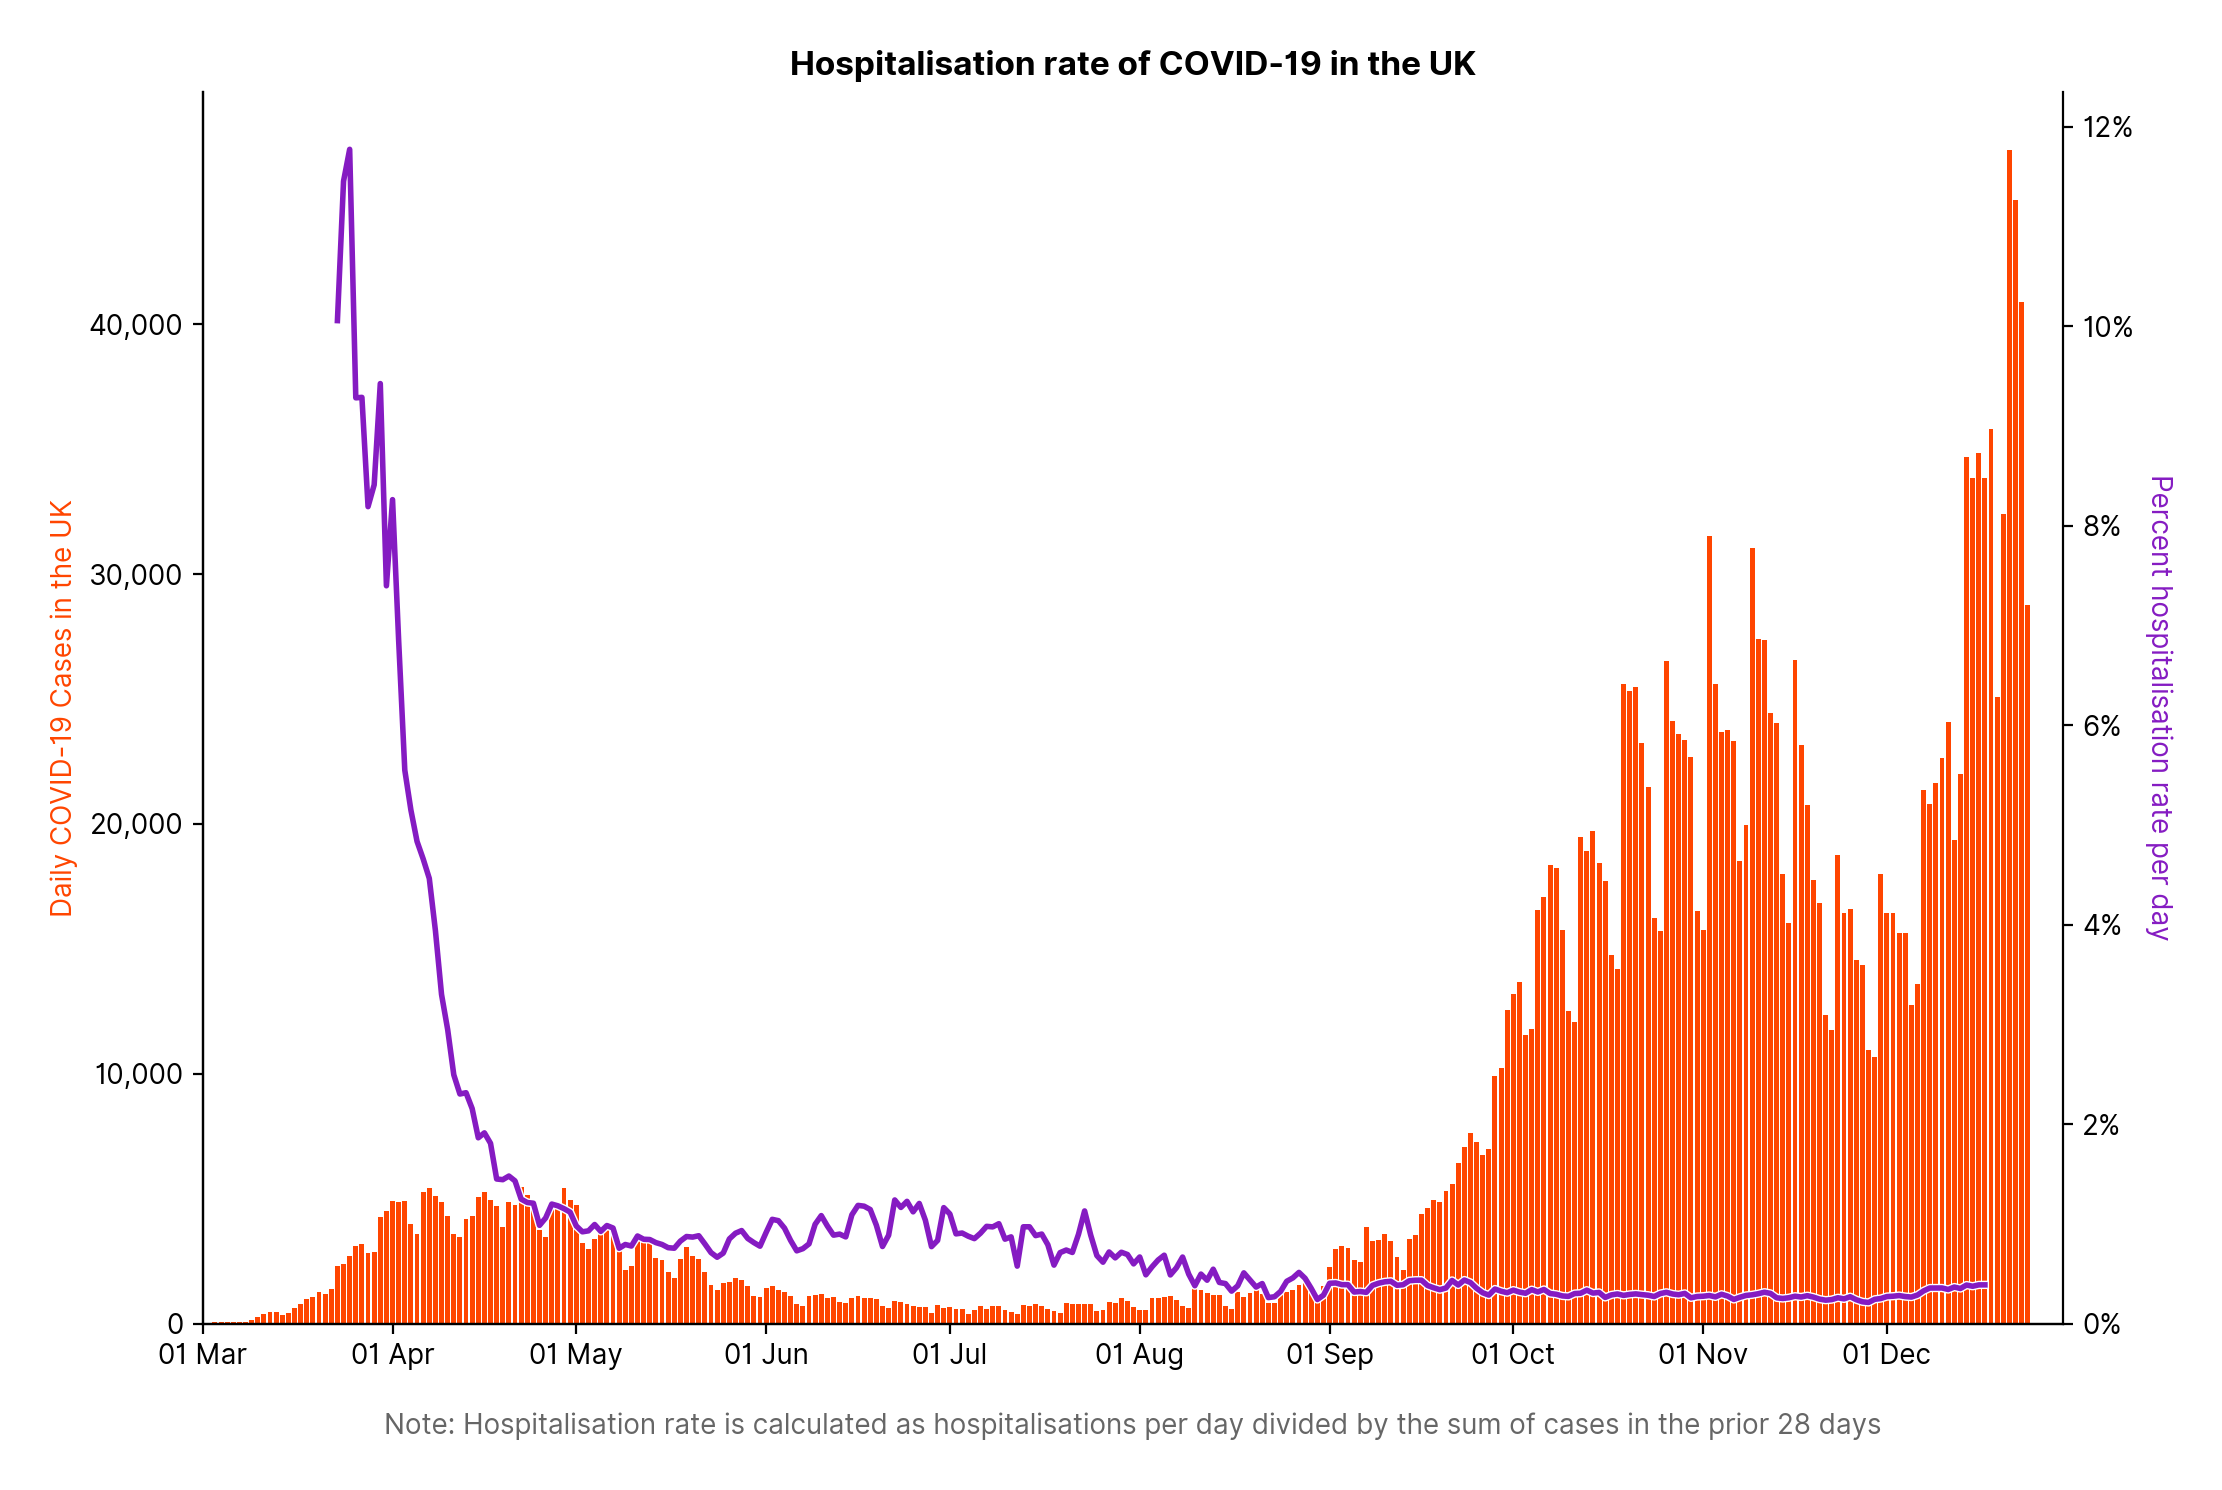 Hospitalisation rate of COVID-19 in the UK
Daily COVID-19 Cases in the UK
40,000
30,000
20,000
10,000
0
12%
10%
8%
6%
4%
2%
0%
Percent hospitalisation rate per day
01 Mar
01 Apr
01 May
01 Jun
01 Jul
01 Aug
01 Sep
01 Oct
01 Nov
01 Dec
Note: Hospitalisation rate is calculated as hospitalisations per day divided by the sum of cases in the prior 28 days